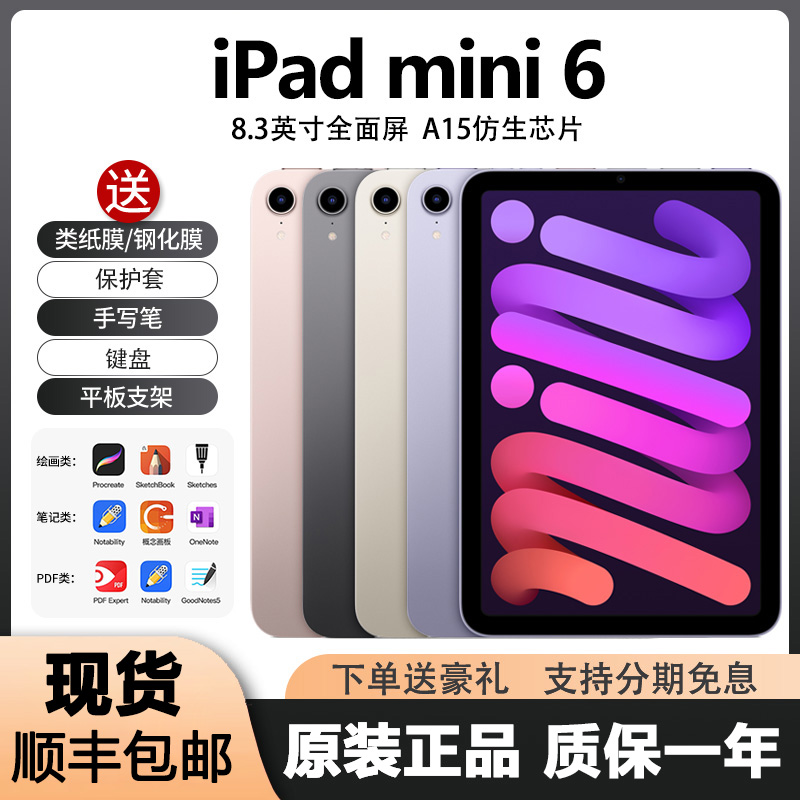 iPad mini 6
8.3英寸全面屏 A15仿生芯片
送
类纸膜/钢化膜
保护套
手写笔
键盘
平板支架
绘画类：
Procreate SketchBook Sketches
笔记类：
Notability 概念画板 OneNote
N
PDF类：
PDF
PDF Expert Notability GoodNotes5
现货
顺丰包邮
下单送豪礼 支持分期免息
原装正品 质保一年